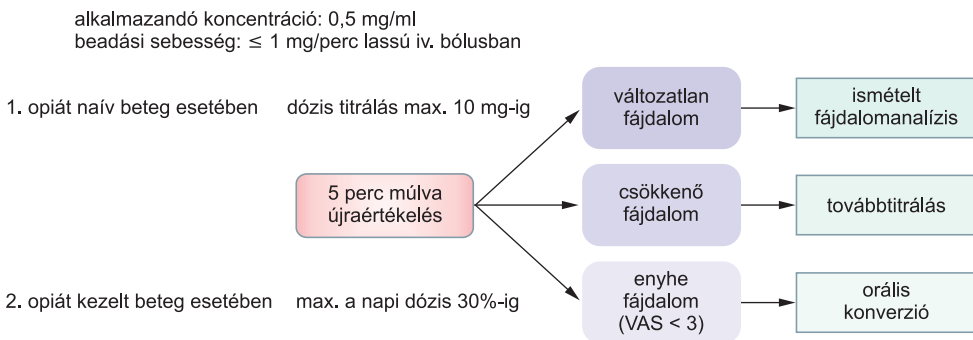 alkalmazandó koncentráció: 0,5 mg/ml
beadási sebesség: ≤ 1 mg/perc lassú iv. bólusban
1. opiát naív beteg esetében
dózis titrálás max. 10 mg-ig
változatlan
fájdalom
ismételt
fájdalomanalízis
5 perc múlva
újraértékelés
csökkenő
fájdalom
továbbtitrálás
2. opiát kezelt beteg esetében
max. a napi dózis 30%-ig
enyhe
fájdalom
(VAS < 3)
orális
konverzió